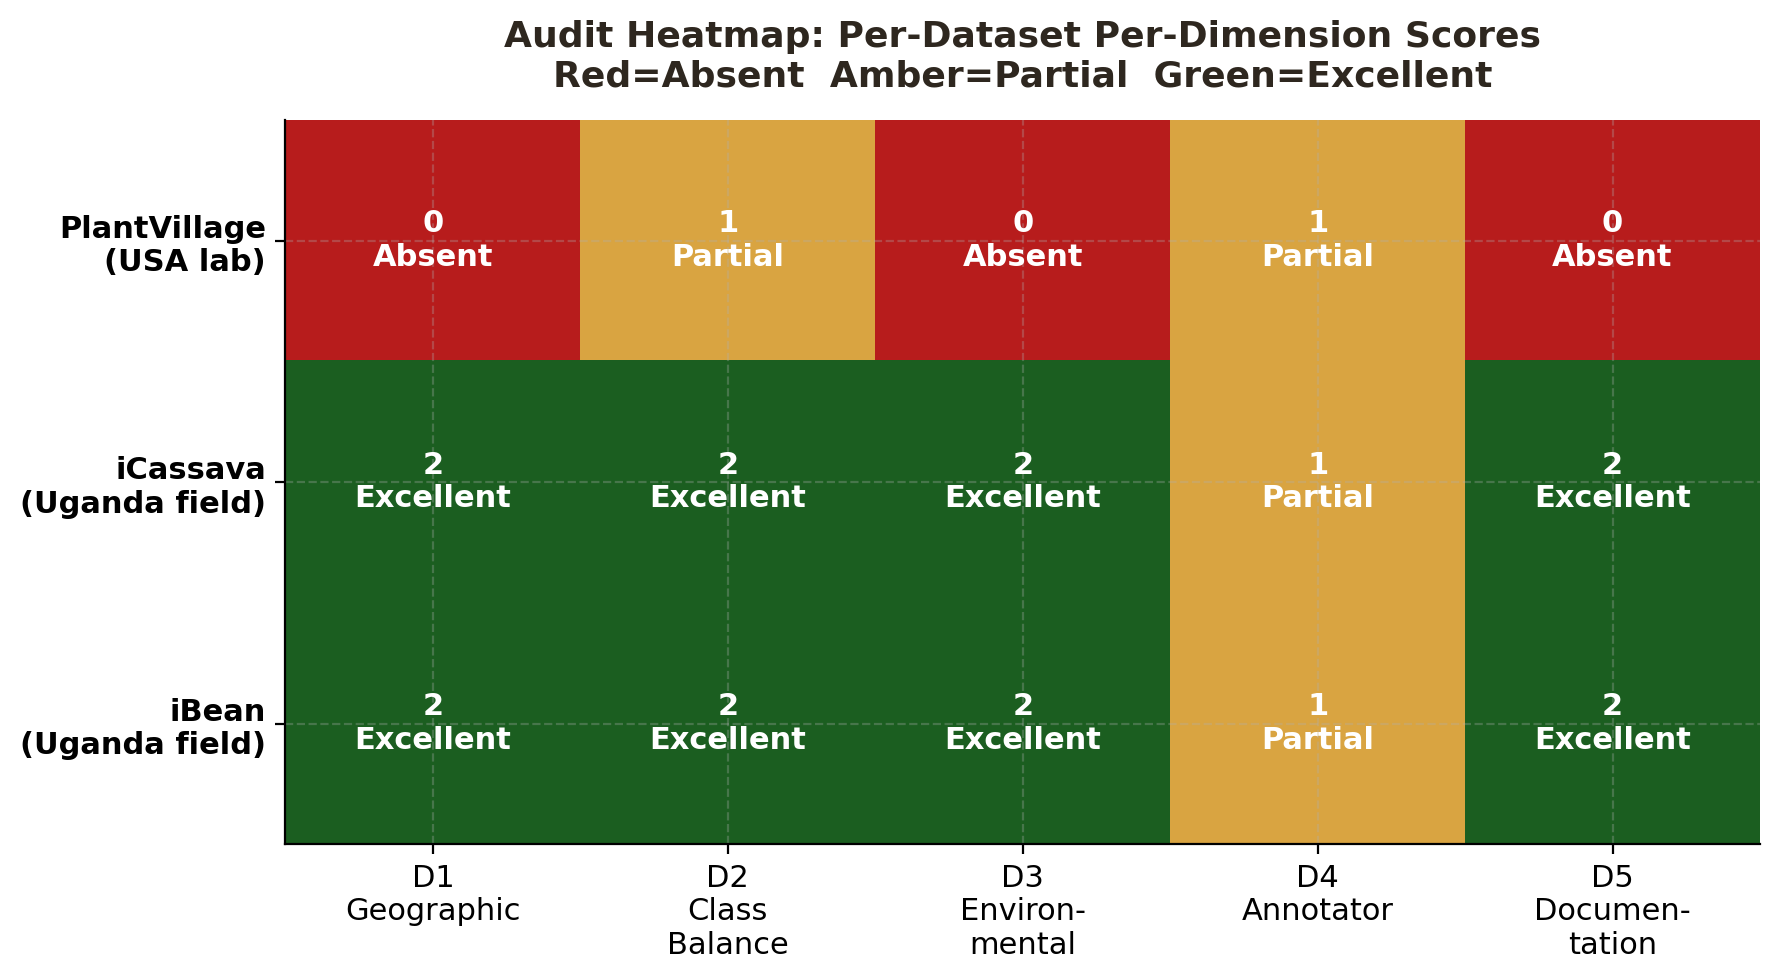 Audit Heatmap: Per-Dataset Per-Dimension Scores
Red=Absent  Amber=Partial  Green=Excellent
PlantVillage
(USA lab)
0
Absent
1
Partial
0
Absent
1
Partial
0
Absent
iCassava
(Uganda field)
2
Excellent
2
Excellent
2
Excellent
1
Partial
2
Excellent
iBean
(Uganda field)
2
Excellent
2
Excellent
2
Excellent
1
Partial
2
Excellent
D1
Geographic
D2
Class
Balance
D3
Environ-
mental
D4
Annotator
D5
Documen-
tation